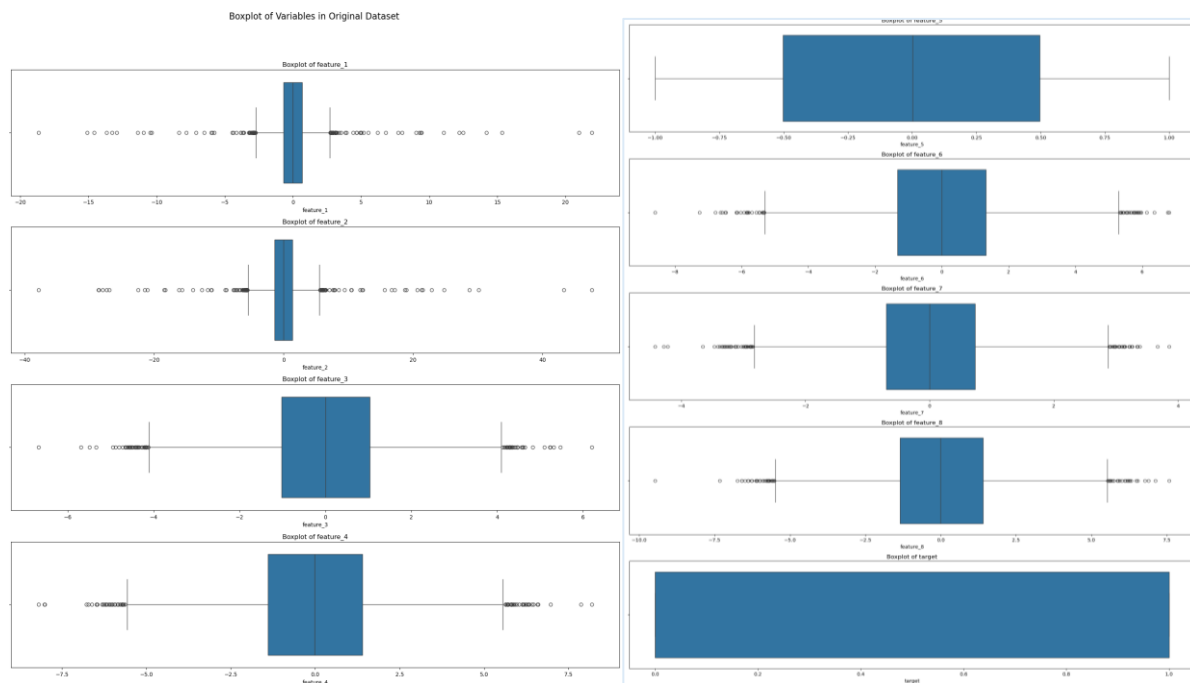 Boxplot of Variables in Original Dataset
Boxplot of feature_1
−20 −15 −10 −5 0 5 10 15 20
feature_1
Boxplot of feature_2
−40 −20 0 20 40
feature_2
Boxplot of feature_3
−6 −4 −2 0 2 4 6
feature_3
Boxplot of feature_4
−7.5 −5.0 −2.5 0.0 2.5 5.0 7.5
feature_4
Boxplot of feature_5
−1.00 −0.75 −0.50 −0.25 0.00 0.25 0.50 0.75 1.00
feature_5
Boxplot of feature_6
−8 −6 −4 −2 0 2 4 6
feature_6
Boxplot of feature_7
−4 −2 0 2 4
feature_7
Boxplot of feature_8
−10.0 −7.5 −5.0 −2.5 0.0 2.5 5.0 7.5
feature_8
Boxplot of target
0.0 0.2 0.4 0.6 0.8 1.0
target